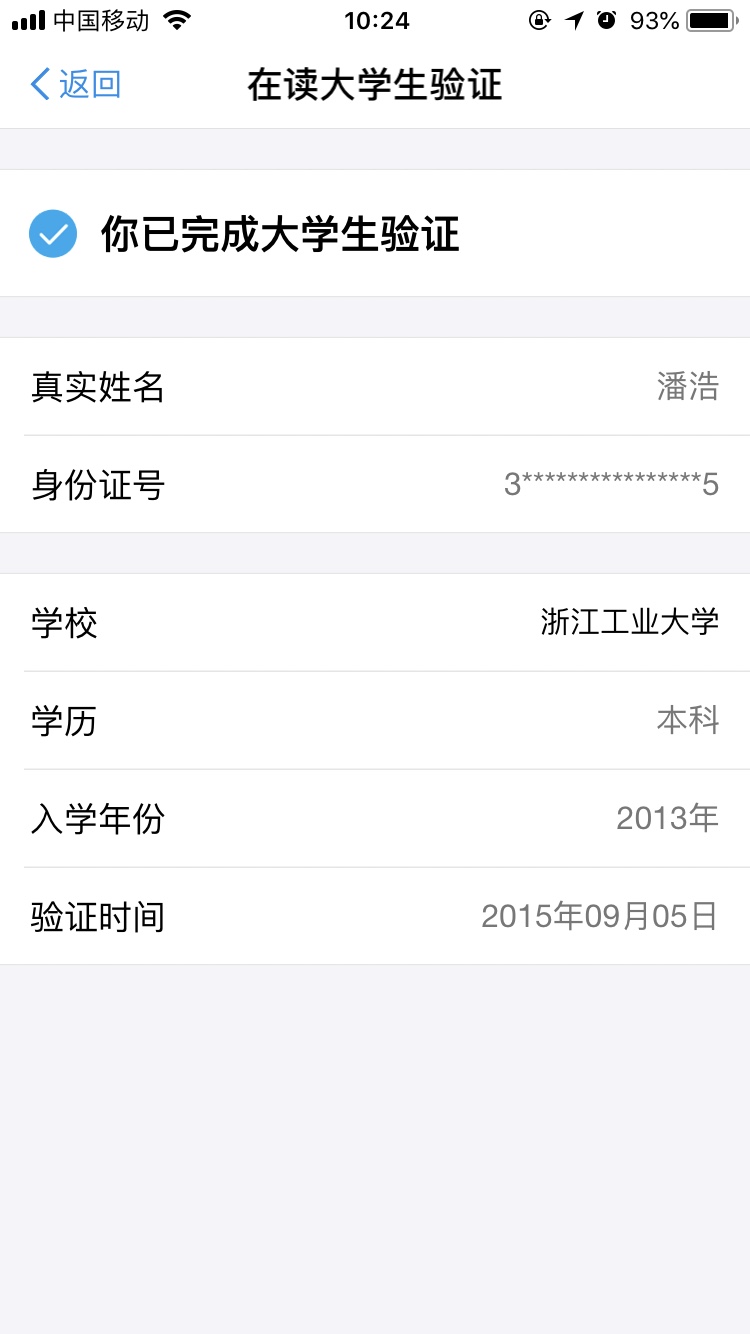 中国移动 10:24 93%
返回 在读大学生验证
你已完成大学生验证
真实姓名 潘浩
身份证号 3****************5
学校 浙江工业大学
学历 本科
入学年份 2013年
验证时间 2015年09月05日